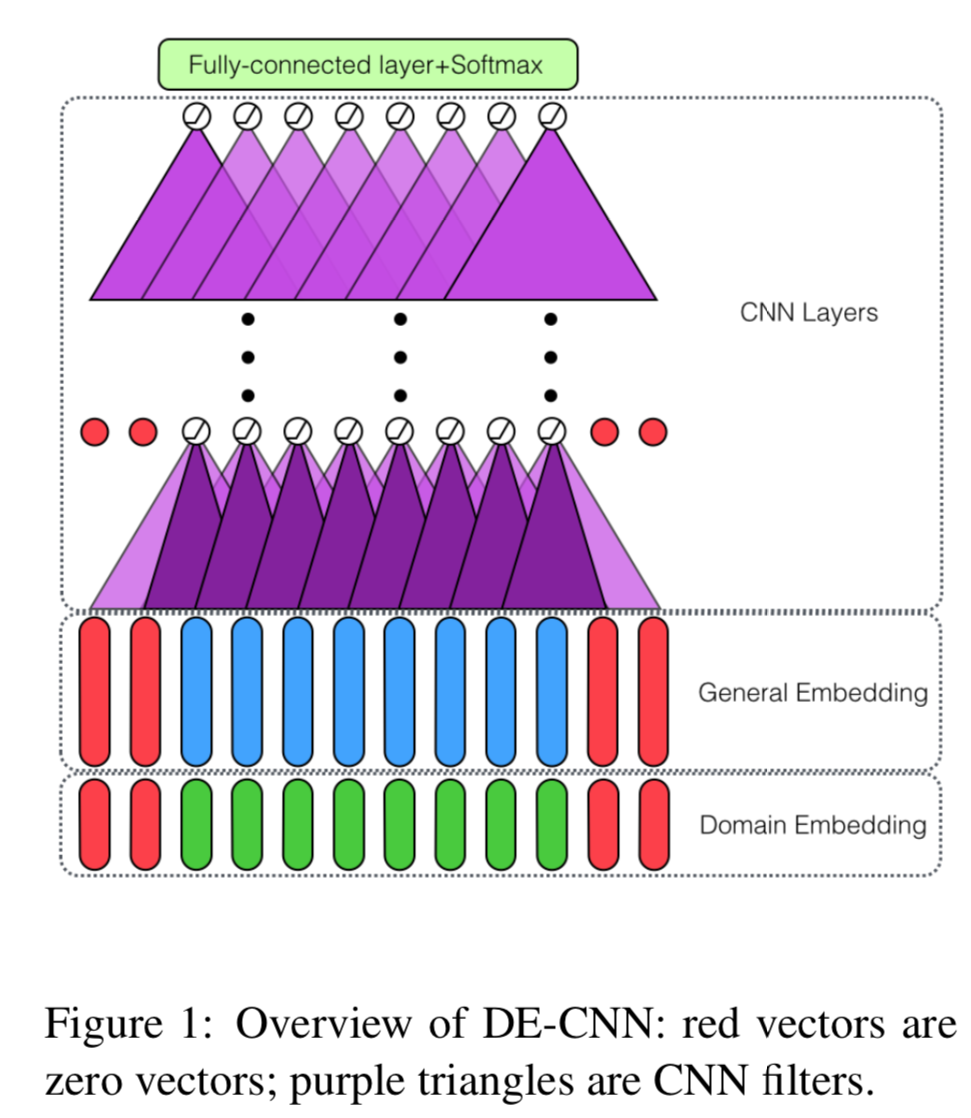 Fully-connected layer+Softmax
CNN Layers
General Embedding
Domain Embedding
Figure 1: Overview of DE-CNN: red vectors are
zero vectors; purple triangles are CNN filters.